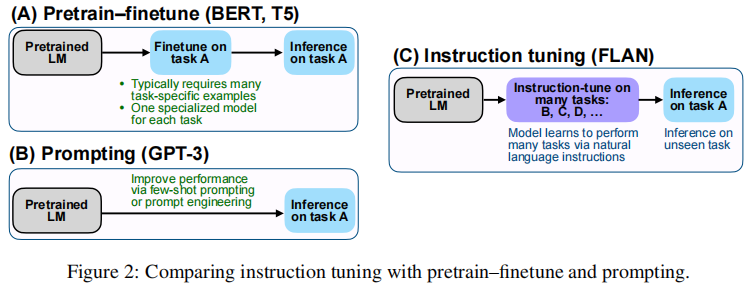 (A) Pretrain–finetune (BERT, T5)
Pretrained
LM
Finetune on
task A
Inference
on task A
• Typically requires many
task-specific examples
• One specialized model
for each task
(B) Prompting (GPT-3)
Pretrained
LM
Improve performance
via few-shot prompting
or prompt engineering
Inference
on task A
(C) Instruction tuning (FLAN)
Pretrained
LM
Instruction-tune on
many tasks:
B, C, D, …
Inference
on task A
Model learns to perform
many tasks via natural
language instructions
Inference on
unseen task
Figure 2: Comparing instruction tuning with pretrain–finetune and prompting.